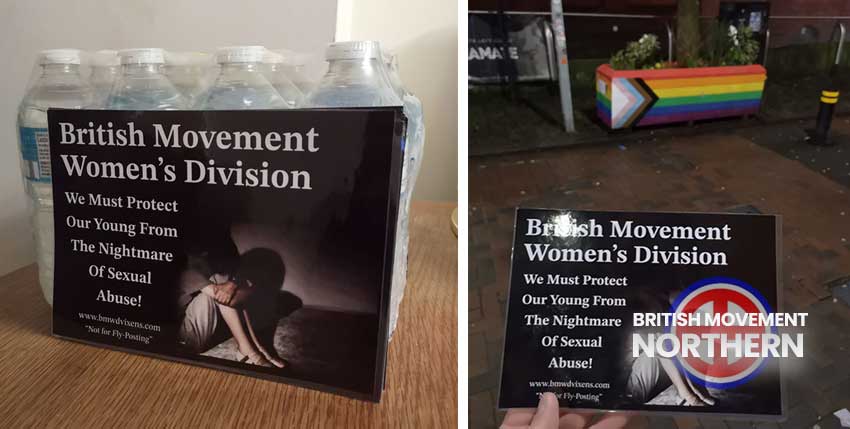 British Movement
Women's Division
We Must Protect
Our Young From
The Nightmare
Of Sexual
Abuse!
www.bmwdvixens.com
"Not for Fly-Posting"
AMATE
British Movement
Women's Division
We Must Protect
Our Young From
The Nightmare
Of Sexual
Abuse!
www.bmwdvixens.com
"Not for Fly-Posting"
BRITISH MOVEMENT
NORTHERN